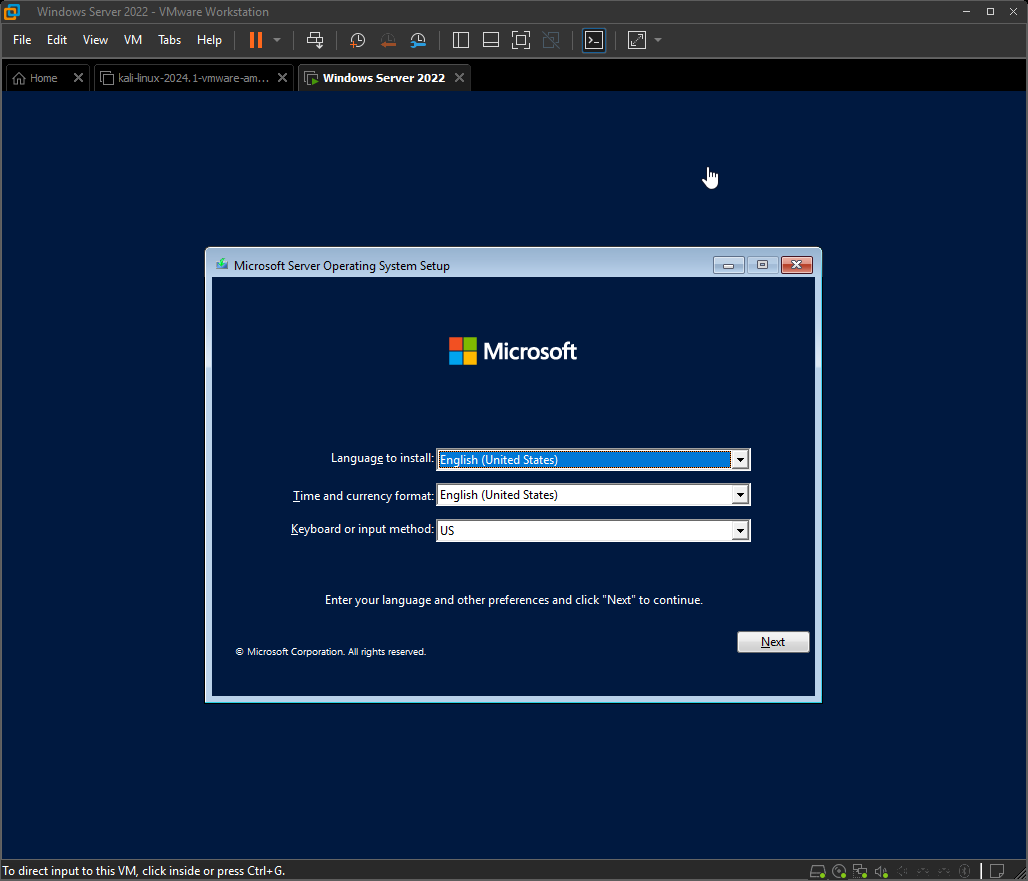 Windows Server 2022 - VMware Workstation
File Edit View VM Tabs Help
Home kali-linux-2024.1-vmware-am... Windows Server 2022
Microsoft Server Operating System Setup
Microsoft
Language to install: English (United States)
Time and currency format: English (United States)
Keyboard or input method: US
Enter your language and other preferences and click "Next" to continue.
Next
© Microsoft Corporation. All rights reserved.
To direct input to this VM, click inside or press Ctrl+G.